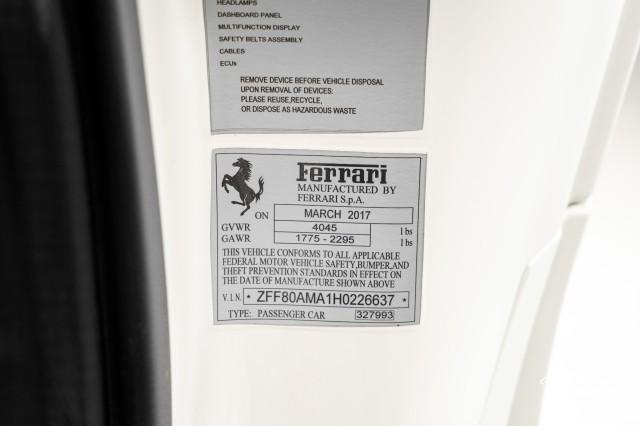 HEADLAMPS
DASHBOARD PANEL
MULTIFUNCTION DISPLAY
SAFETY BELTS ASSEMBLY
CABLES
ECUs
REMOVE DEVICE BEFORE VEHICLE DISPOSAL
UPON REMOVAL OF DEVICES:
PLEASE REUSE,RECYCLE,
OR DISPOSE AS HAZARDOUS WASTE
Ferrari
MANUFACTURED BY
FERRARI S.p.A.
ON MARCH 2017
GVWR 4045 lbs
GAWR 1775 - 2295 lbs
THIS VEHICLE CONFORMS TO ALL APPLICABLE
FEDERAL MOTOR VEHICLE SAFETY,BUMPER,AND
THEFT PREVENTION STANDARDS IN EFFECT ON
THE DATE OF MANUFACTURE SHOWN ABOVE
V.I.N. * ZFF80AMA1H0226637 *
TYPE: PASSENGER CAR 327993